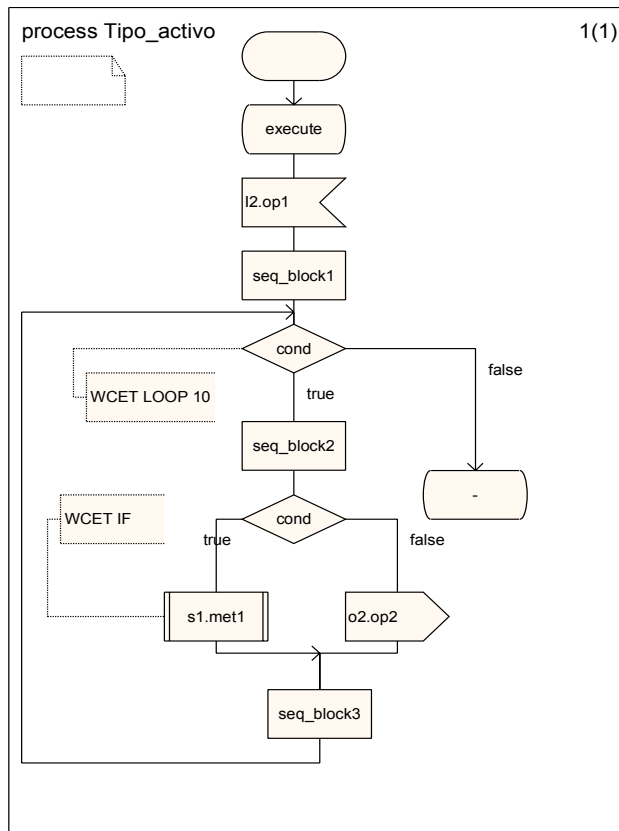 process Tipo_activo
1(1)
execute
I2.op1
seq_block1
cond
false
WCET LOOP 10
true
seq_block2
-
WCET IF
cond
true
false
s1.met1
o2.op2
seq_block3